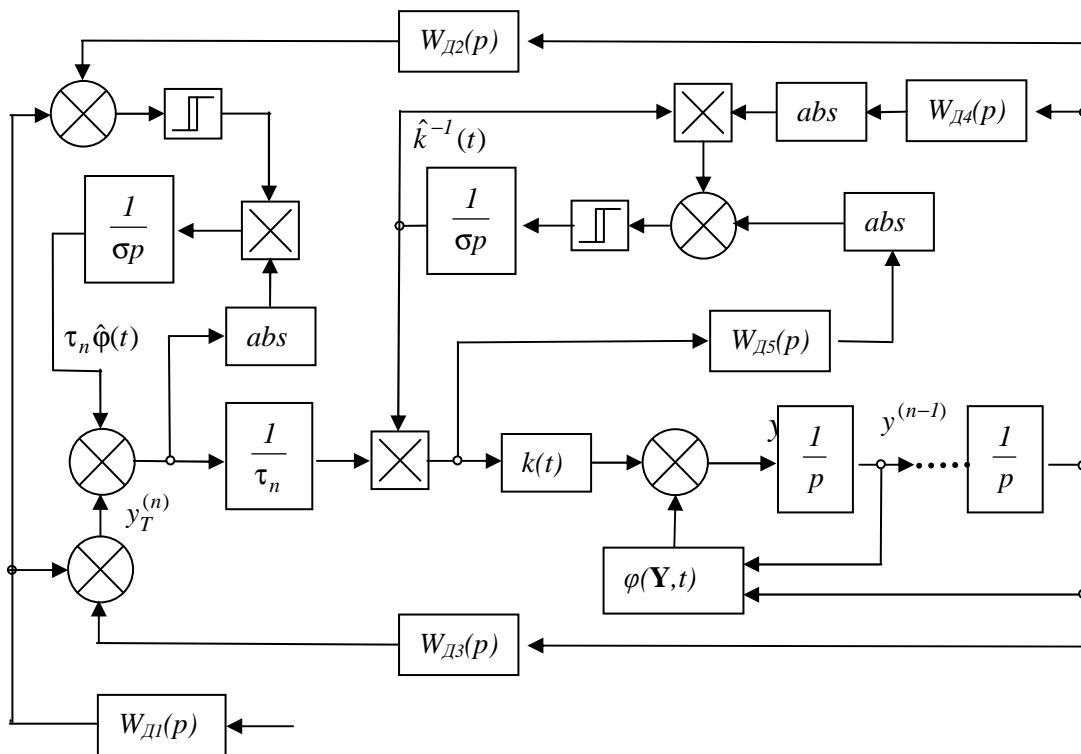 W_Д2(p)
abs
W_Д4(p)
k̂⁻¹(t)
1
σp
1
σp
abs
τ_n φ̂(t)
abs
W_Д5(p)
1
τ_n
k(t)
1
p
y⁽ⁿ⁻¹⁾
1
p
y_T⁽ⁿ⁾
φ(Y,t)
W_Д3(p)
W_Д1(p)